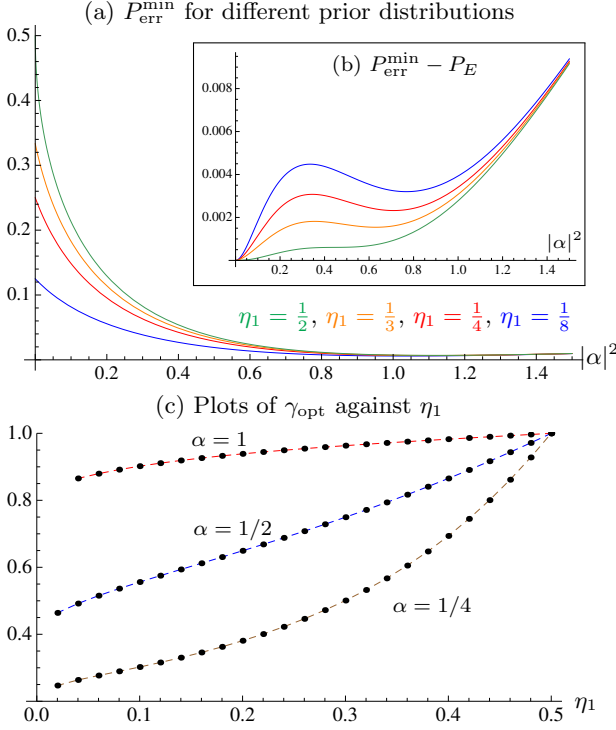 (a) P_err^min for different prior distributions
0.5
0.4
0.3
0.2
0.1
0.2 0.4 0.6 0.8 1.0 1.2 1.4 |α|²
(b) P_err^min − P_E
0.008
0.006
0.004
0.002
0.2 0.4 0.6 0.8 1.0 1.2 1.4
|α|²
η₁ = 1/2, η₁ = 1/3, η₁ = 1/4, η₁ = 1/8
(c) Plots of γ_opt against η₁
1.0
0.8
0.6
0.4
α = 1
α = 1/2
α = 1/4
0.0 0.1 0.2 0.3 0.4 0.5 η₁